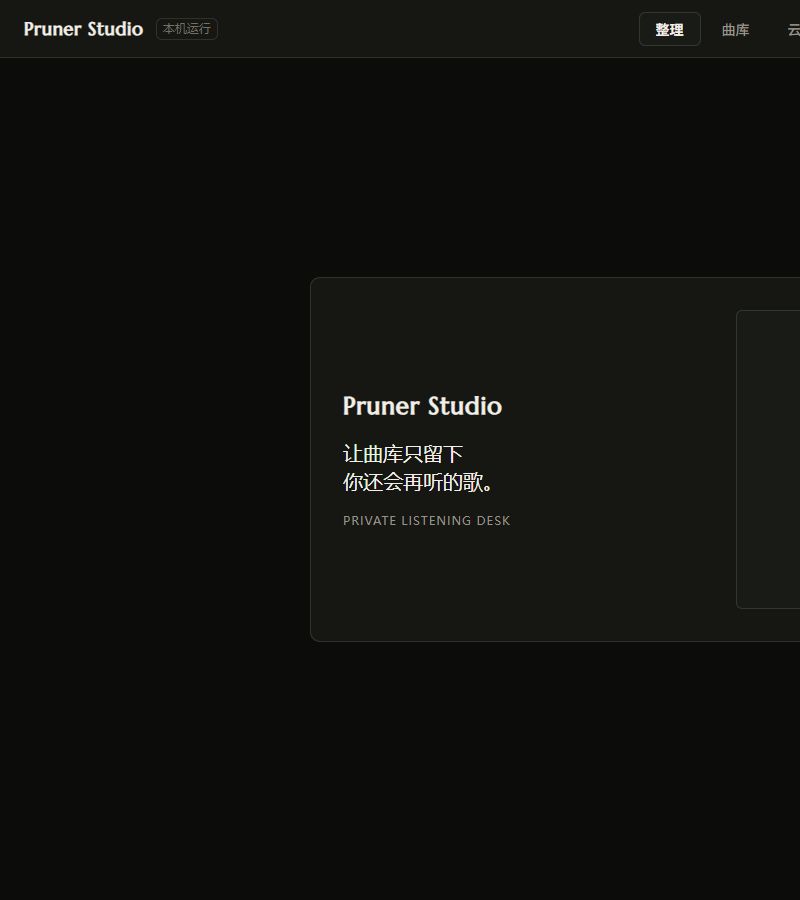 Pruner Studio 本机运行 整理 曲库 云
Pruner Studio
让曲库只留下
你还会再听的歌。
PRIVATE LISTENING DESK